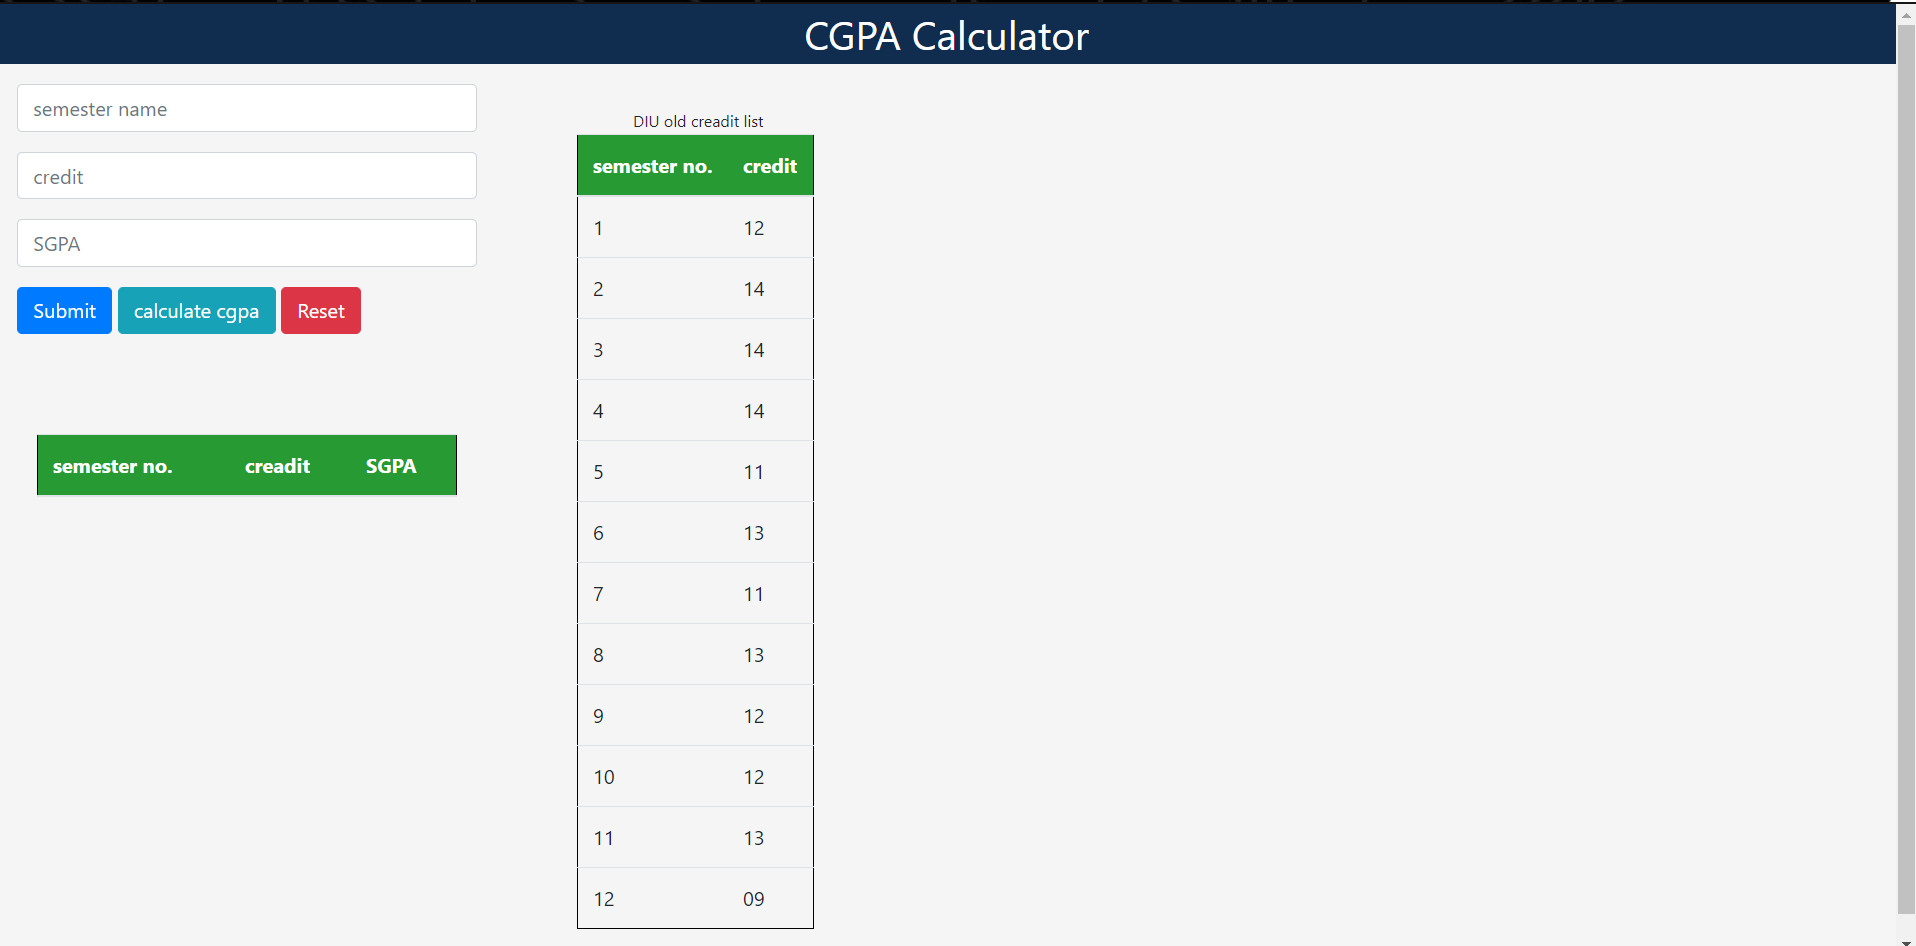 CGPA Calculator
semester name
credit
SGPA
Submit calculate cgpa Reset
semester no. creadit SGPA
DIU old creadit list
semester no. credit
1 12
2 14
3 14
4 14
5 11
6 13
7 11
8 13
9 12
10 12
11 13
12 09